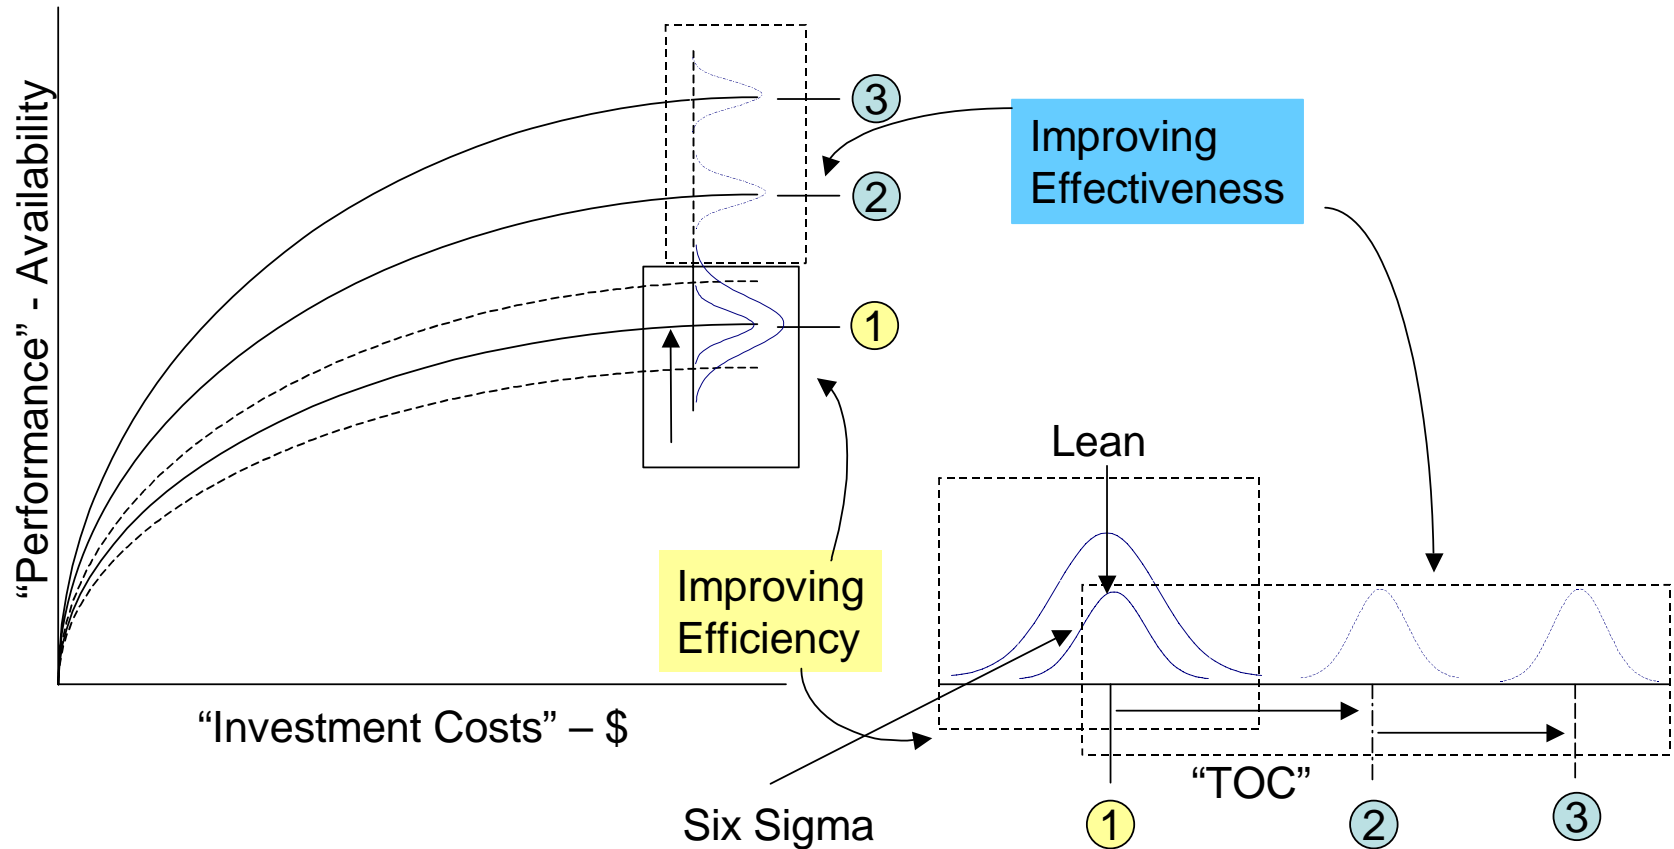 “Performance” - Availability
3
2
1
Improving
Effectiveness
Lean
Improving
Efficiency
“Investment Costs” – $
“TOC”
Six Sigma
1
2
3